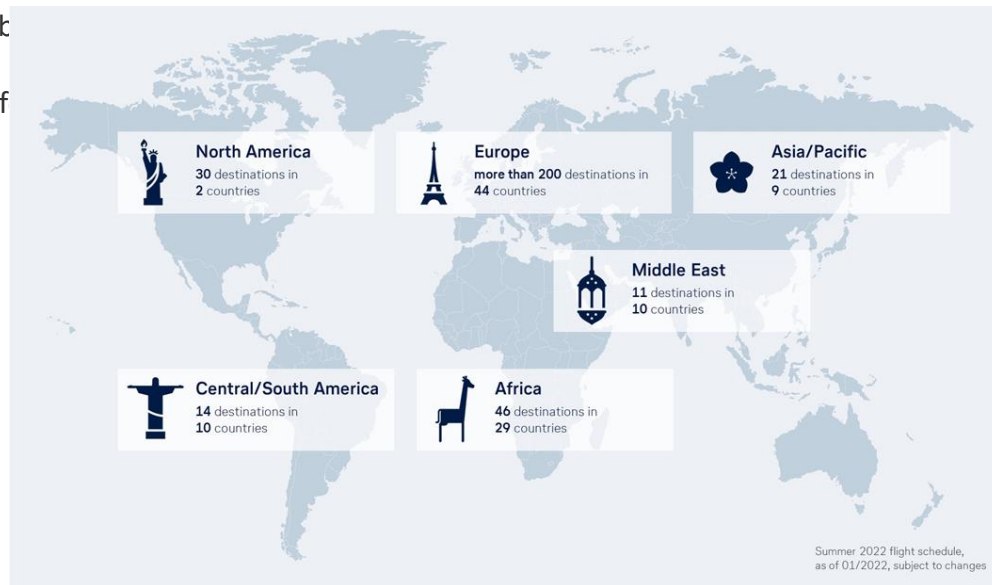 b
f
North America
30 destinations in
2 countries
Europe
more than 200 destinations in
44 countries
Asia/Pacific
21 destinations in
9 countries
Middle East
11 destinations in
10 countries
Central/South America
14 destinations in
10 countries
Africa
46 destinations in
29 countries
Summer 2022 flight schedule,
as of 01/2022, subject to changes